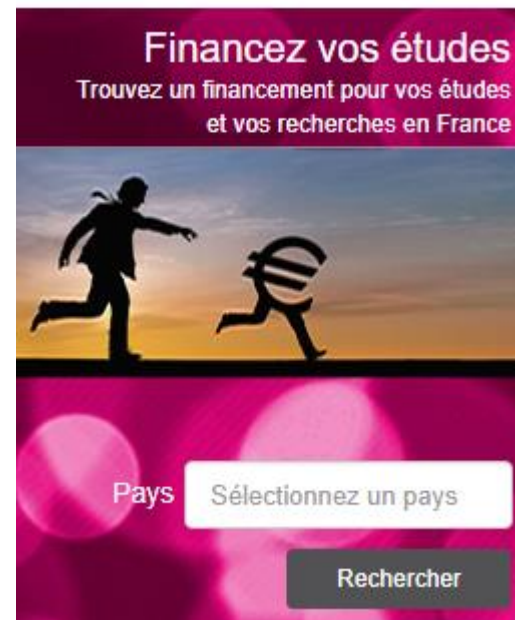 Financez vos études
Trouvez un financement pour vos études
et vos recherches en France
Pays
Sélectionnez un pays
Rechercher